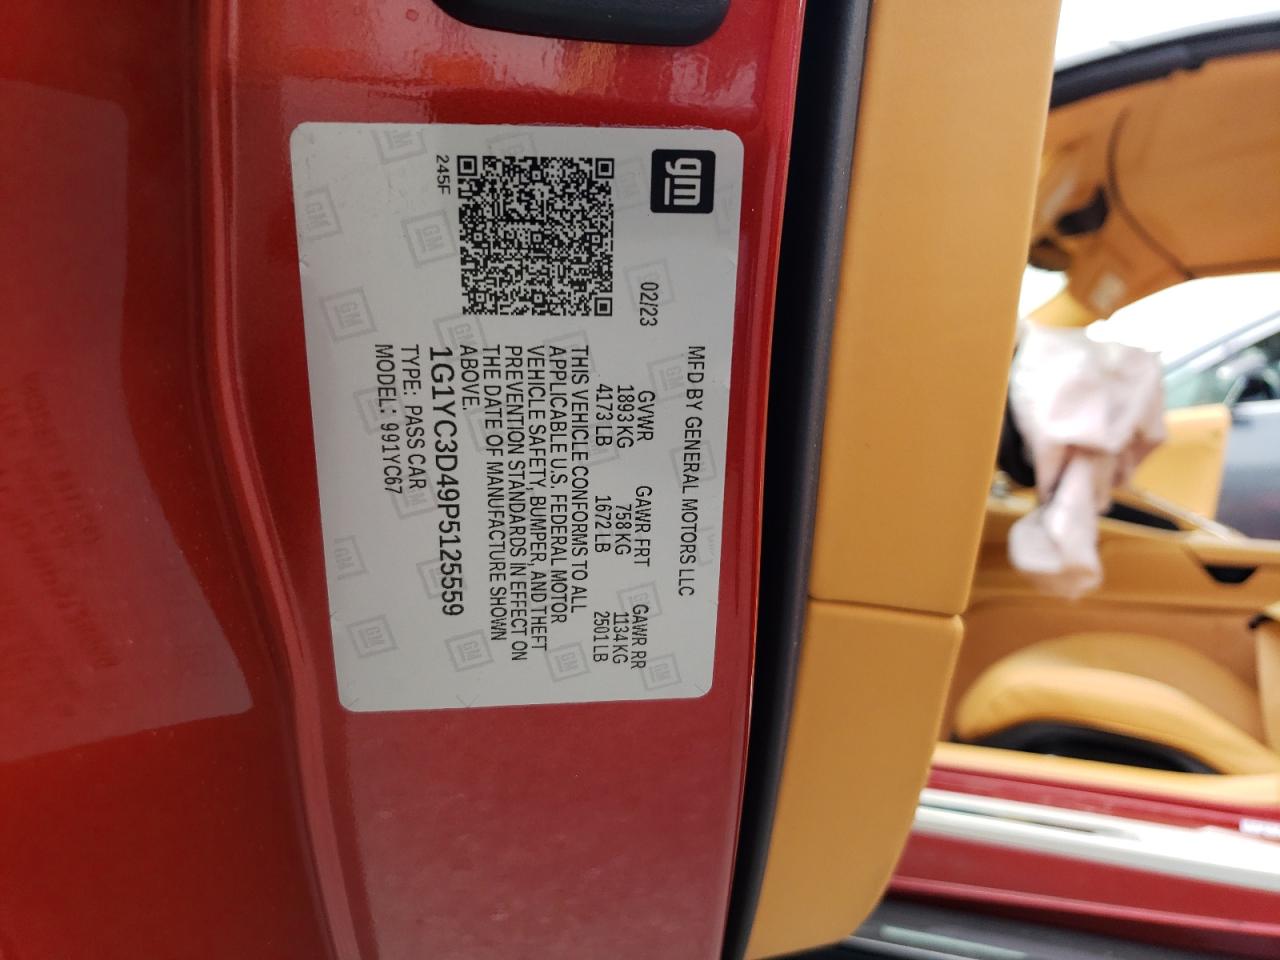 gm
MFD BY GENERAL MOTORS LLC
02/23
GVWR GAWR FRT GAWR RR
1893 KG 758 KG 1134 KG
4173 LB 1672 LB 2501 LB
THIS VEHICLE CONFORMS TO ALL
APPLICABLE U.S. FEDERAL MOTOR
VEHICLE SAFETY, BUMPER, AND THEFT
PREVENTION STANDARDS IN EFFECT ON
THE DATE OF MANUFACTURE SHOWN
ABOVE.
1G1YC3D49P5125559
TYPE: PASS CAR
MODEL: 991YC67
245F